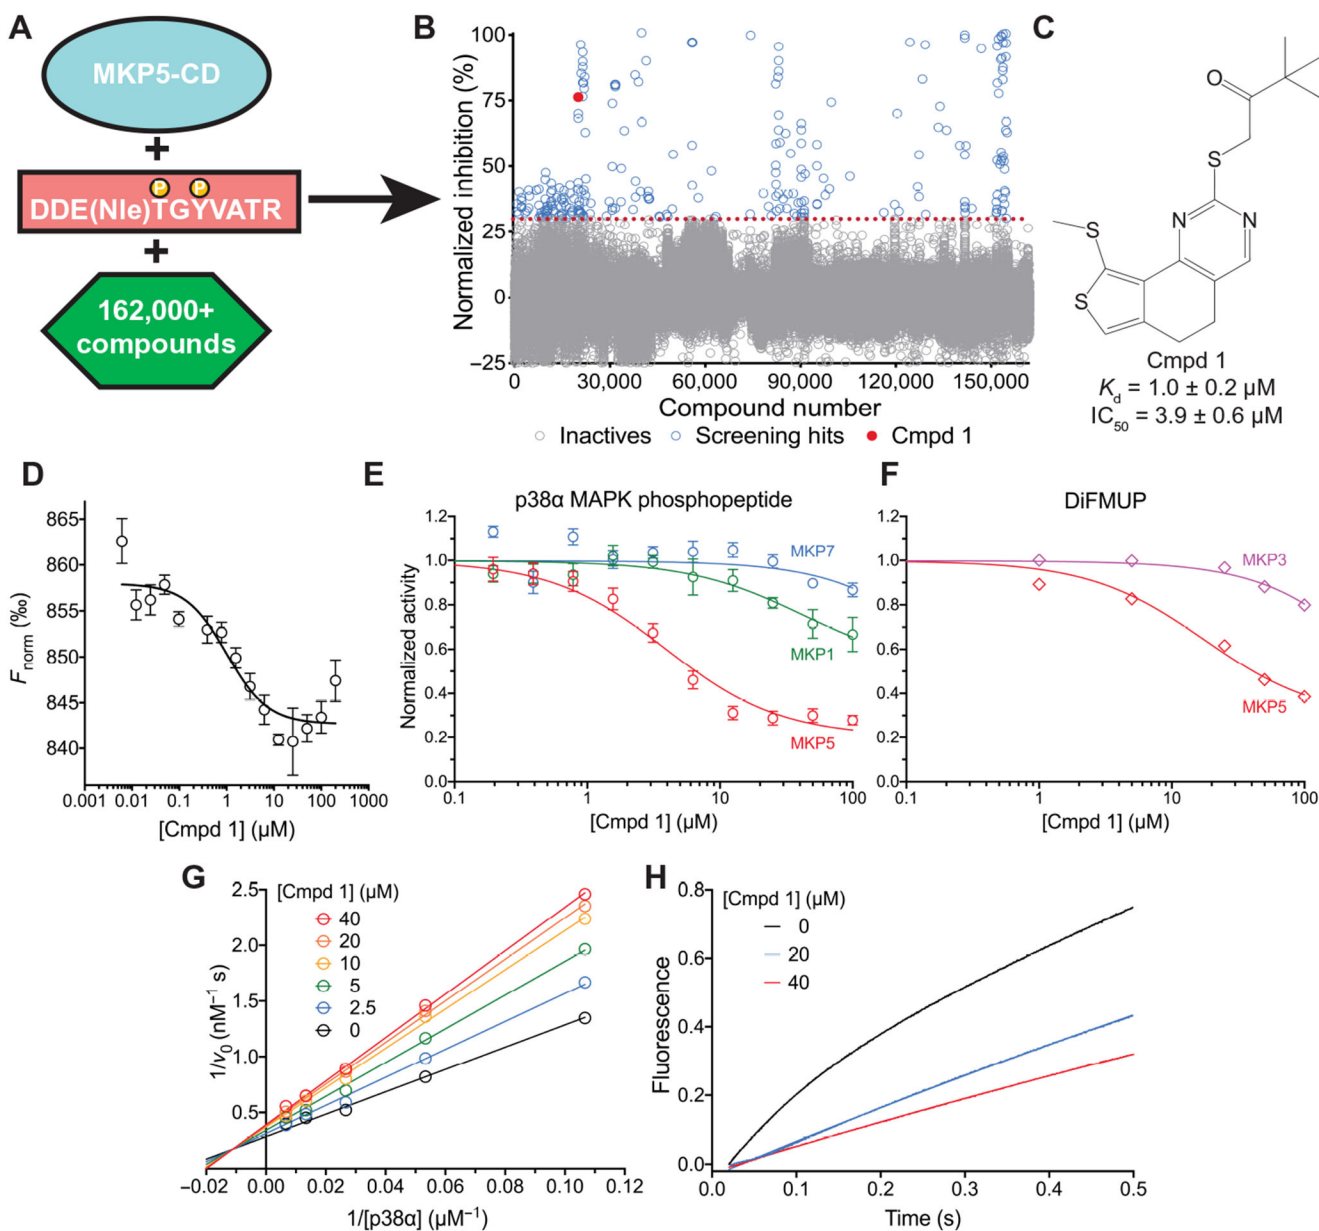 A
MKP5-CD
+
P P
DDE(Nle)TGYVATR
+
162,000+
compounds
B
Normalized inhibition (%)
100
75
50
25
0
−25
0 30,000 60,000 90,000 120,000 150,000
Compound number
Inactives Screening hits Cmpd 1
C
O
S
S
N N
S
Cmpd 1
Kd = 1.0 ± 0.2 µM
IC50 = 3.9 ± 0.6 µM
D
Fnorm (‰)
865
860
855
850
845
840
0.001 0.01 0.1 1 10 100 1000
[Cmpd 1] (µM)
E
p38α MAPK phosphopeptide
Normalized activity
1.2
1.0
0.8
0.6
0.4
0.2
0.0
MKP7
MKP1
MKP5
0.1 1 10 100
[Cmpd 1] (µM)
F
DiFMUP
1.2
1.0
0.8
0.6
0.4
0.2
0.0
MKP3
MKP5
0.1 1 10 100
[Cmpd 1] (µM)
G
[Cmpd 1] (µM)
40
20
10
5
2.5
0
1/v0 (nM−1 s)
2.5
2.0
1.5
1.0
0.5
−0.02 0.00 0.02 0.04 0.06 0.08 0.10 0.12
1/[p38α] (µM−1)
H
[Cmpd 1] (µM)
0
20
40
Fluorescence
0.8
0.6
0.4
0.2
0.0
0.0 0.1 0.2 0.3 0.4 0.5
Time (s)